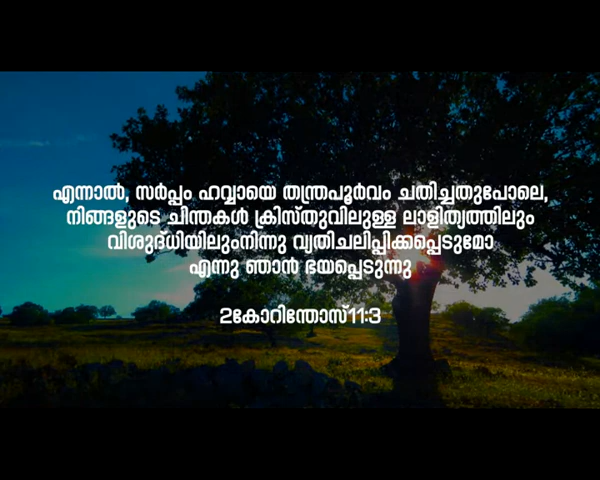 എന്നാൽ, സർപ്പം ഹവ്വായെ തന്ത്രപൂർവം ചതിച്ചതുപോലെ,
നിങ്ങളുടെ ചിന്തകൾ ക്രിസ്തുവിലുള്ള ലാളിത്യത്തിലും
വിശുദ്ധിയിലുംനിന്നു വ്യതിചലിപ്പിക്കപ്പെടുമോ
എന്നു ഞാൻ ഭയപ്പെടുന്നു
2കോറിന്തോസ്11:3